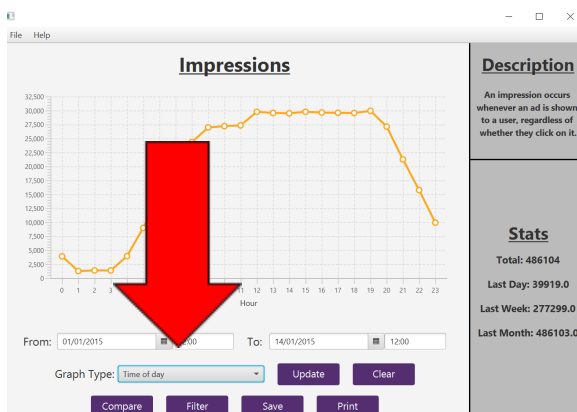 File Help
Impressions
32,500
30,000
27,500
25,000
22,500
20,000
17,500
15,000
12,500
10,000
7,500
5,000
2,500
0
0 1 2 3 11 12 13 14 15 16 17 18 19 20 21 22 23
Hour
From: 01/01/2015 To: 14/01/2015 12:00
Graph Type: Time of day Update Clear
Compare Filter Save Print
Description
An impression occurs
whenever an ad is shown
to a user, regardless of
whether they click on it.
Stats
Total: 486104
Last Day: 39919.0
Last Week: 277299.0
Last Month: 486103.0